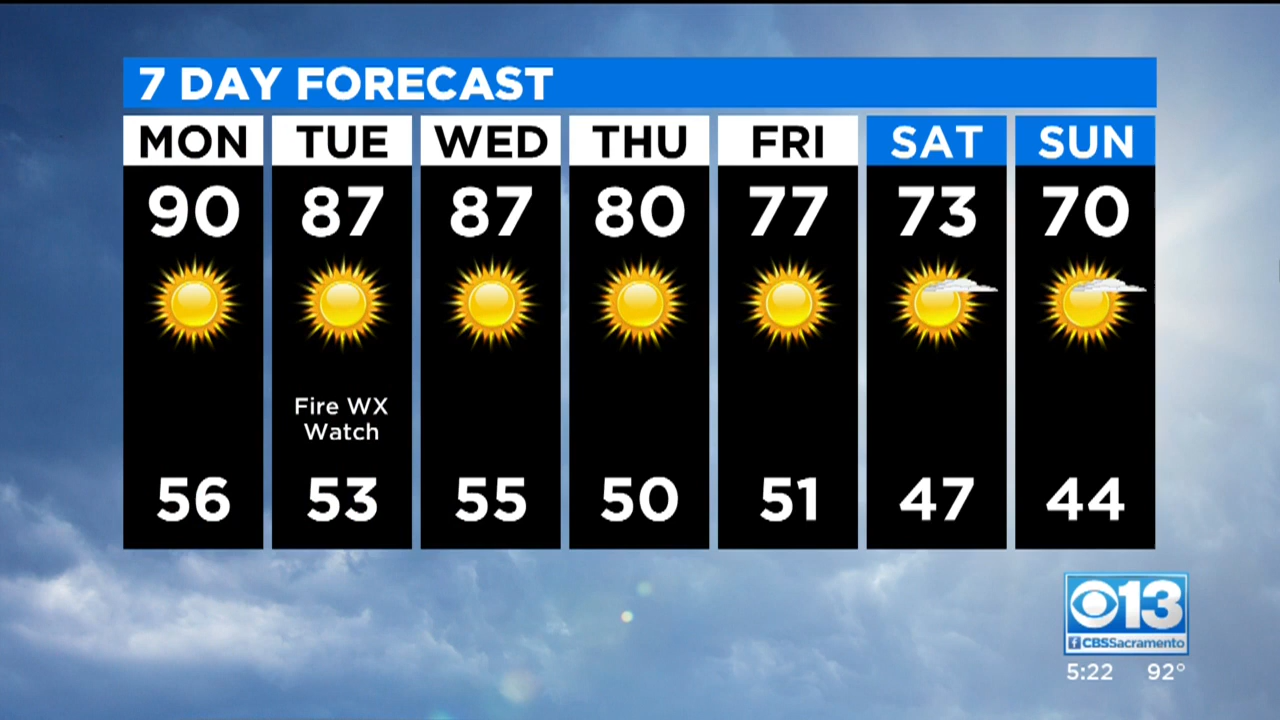 7 DAY FORECAST
MON TUE WED THU FRI SAT SUN
90 87 87 80 77 73 70
Fire WX
Watch
56 53 55 50 51 47 44
13
f CBSSacramento
5:22 92°